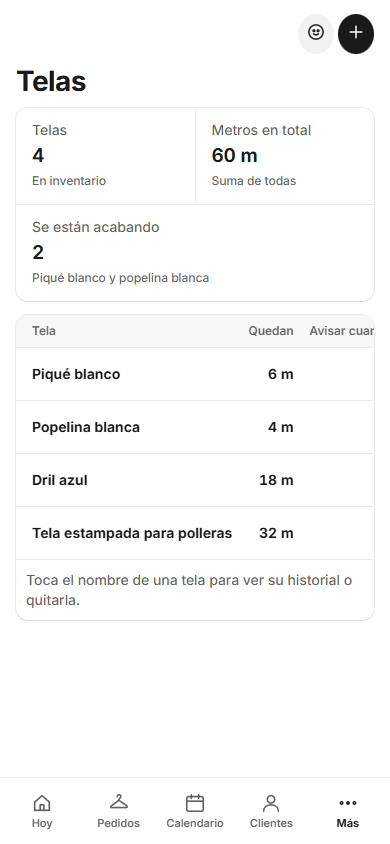 Telas
Telas
4
En inventario
Metros en total
60 m
Suma de todas
Se están acabando
2
Piqué blanco y popelina blanca
Tela Quedan Avisar
Piqué blanco 6 m
Popelina blanca 4 m
Dril azul 18 m
Tela estampada para polleras 32 m
Toca el nombre de una tela para ver su historial o
quitarla.
Hoy Pedidos Calendario Clientes Más